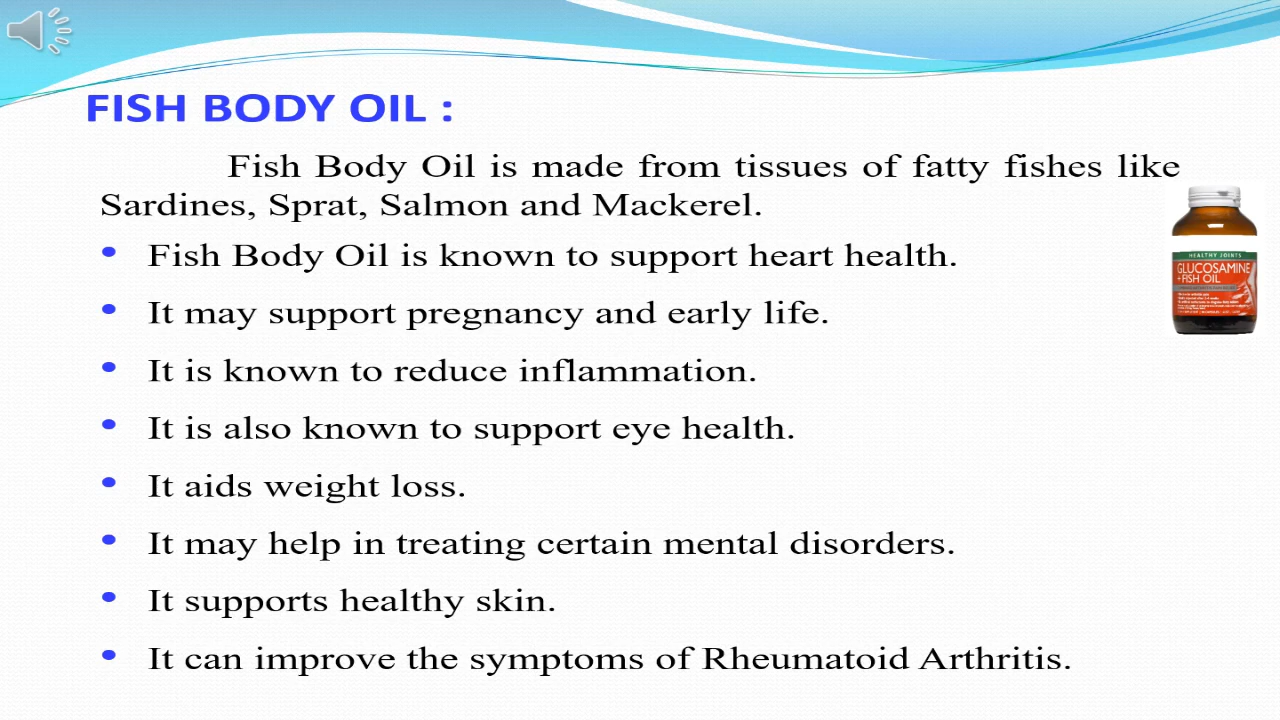 FISH BODY OIL :
Fish Body Oil is made from tissues of fatty fishes like
Sardines, Sprat, Salmon and Mackerel.
• Fish Body Oil is known to support heart health.
• It may support pregnancy and early life.
• It is known to reduce inflammation.
• It is also known to support eye health.
• It aids weight loss.
• It may help in treating certain mental disorders.
• It supports healthy skin.
• It can improve the symptoms of Rheumatoid Arthritis.
HEALTHY JOINTS
GLUCOSAMINE
+FISH OIL